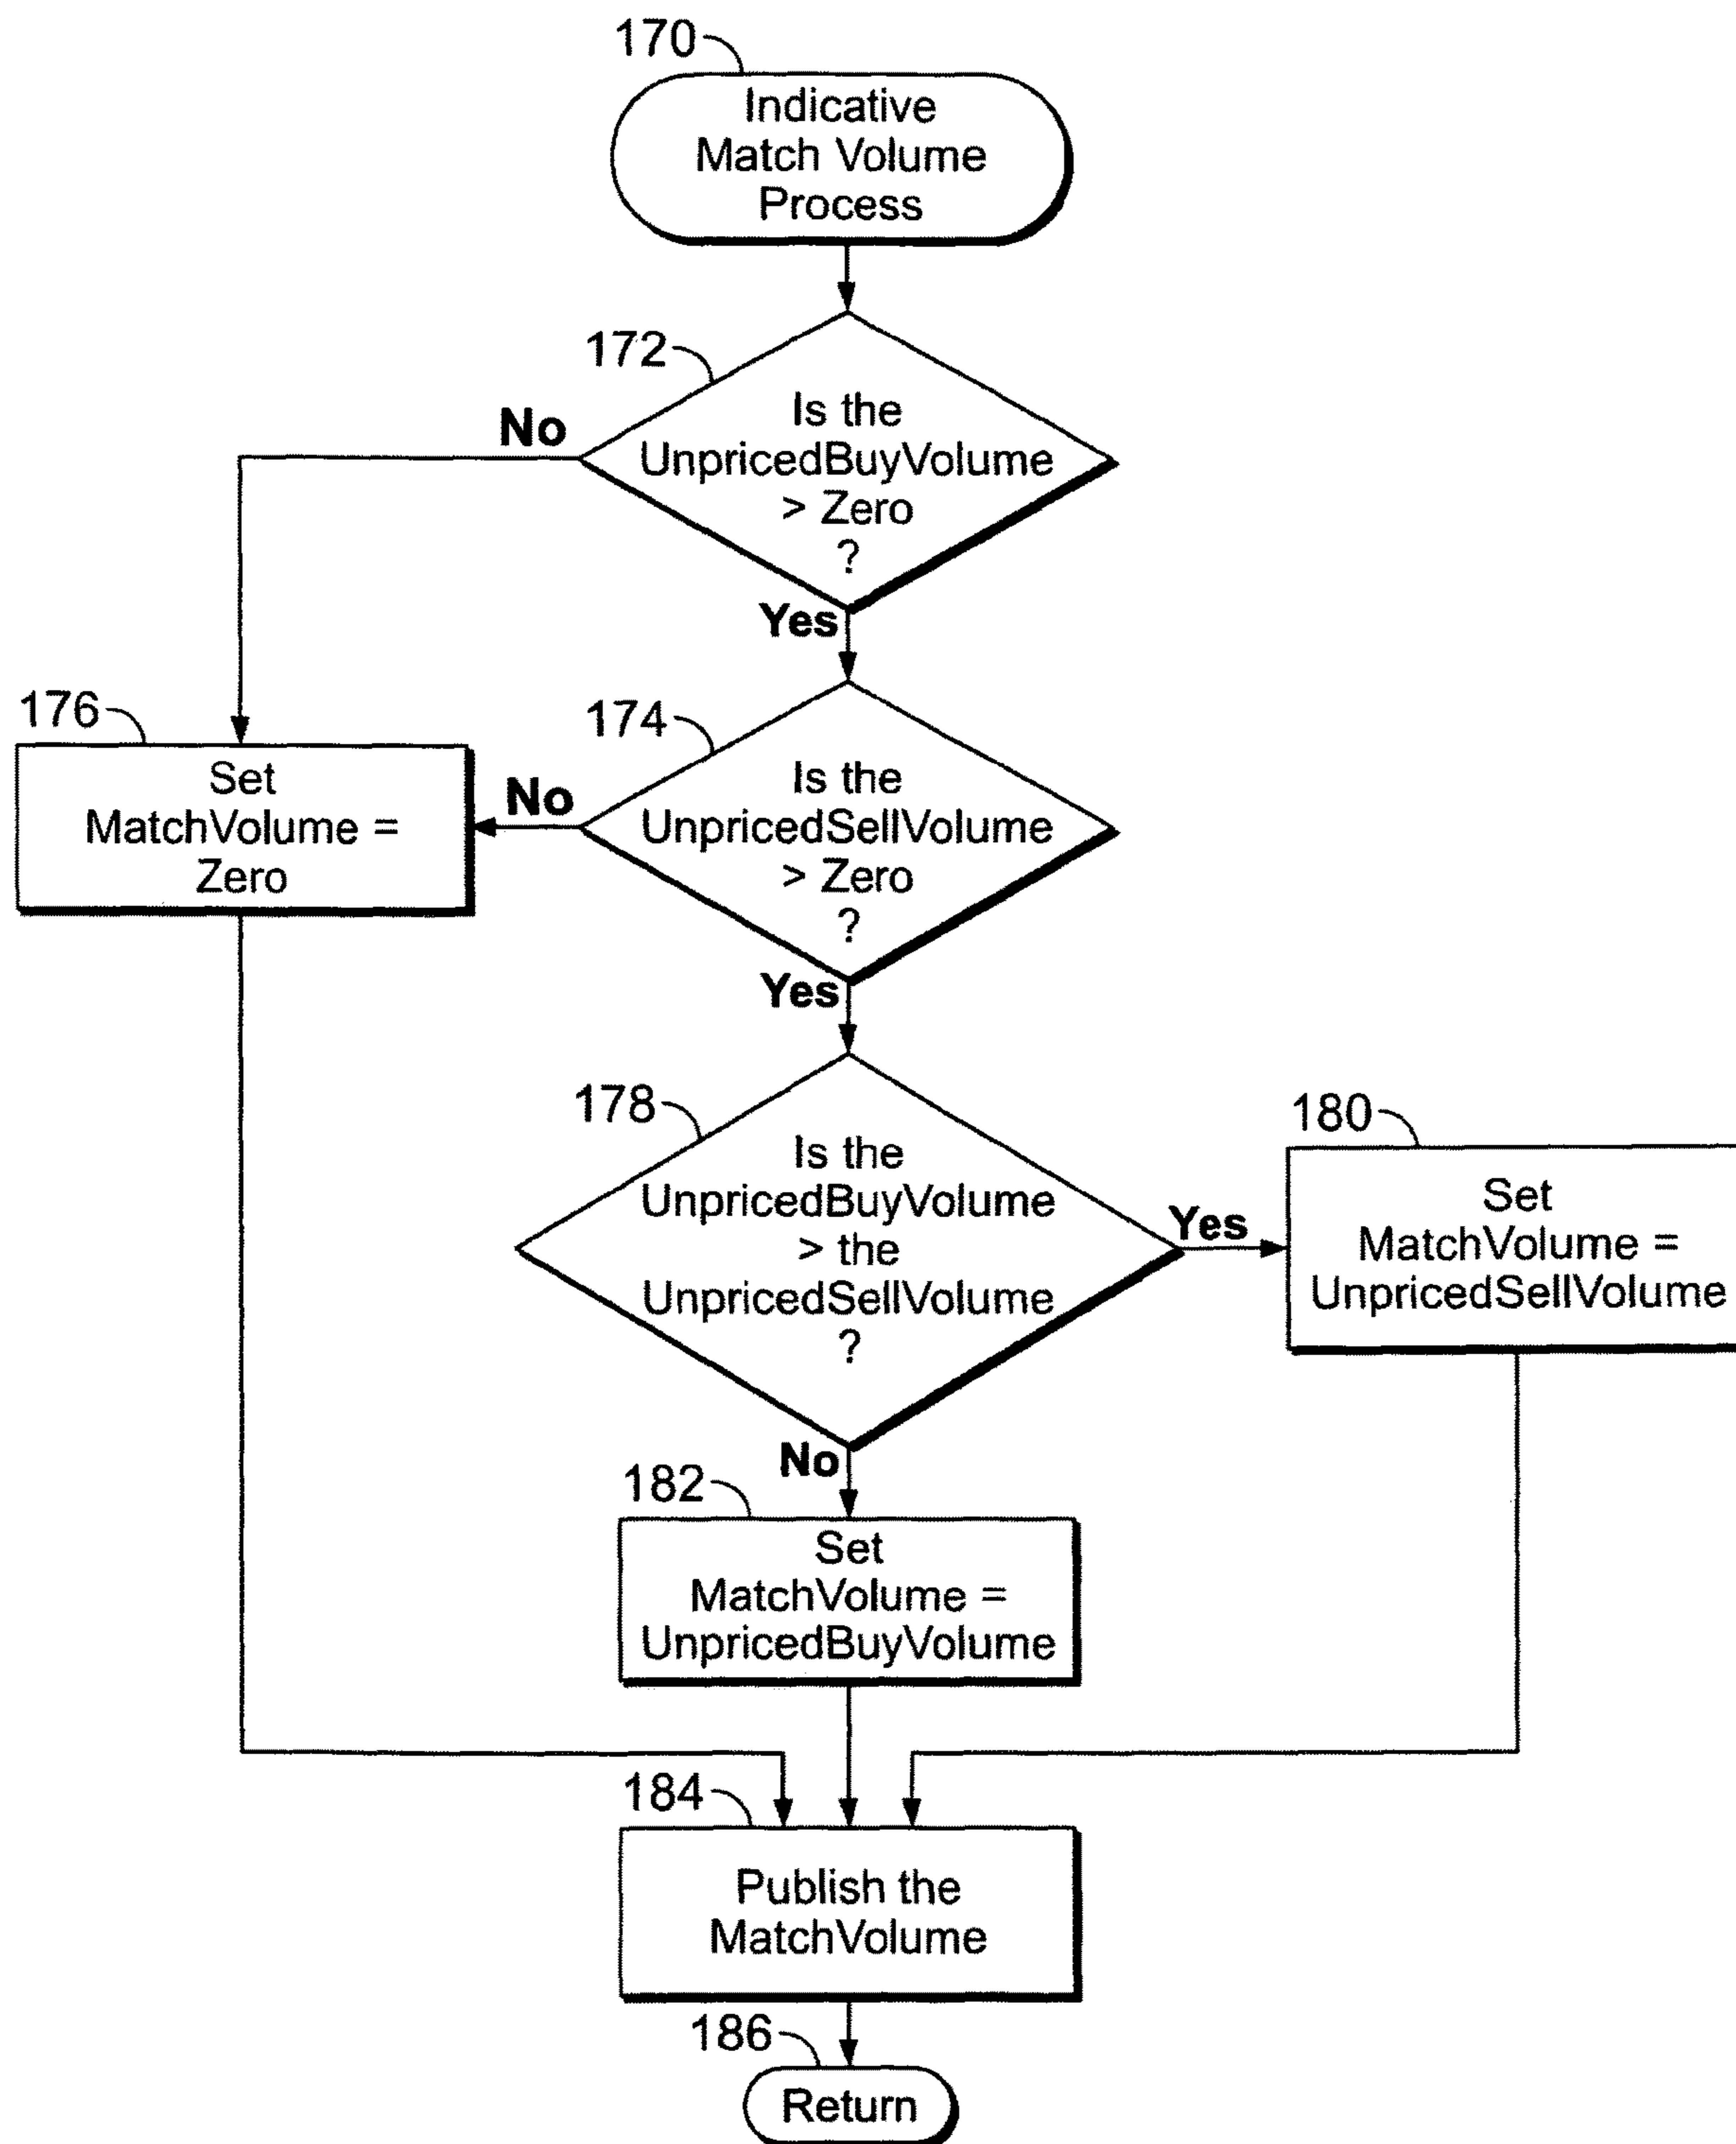 170
Indicative
Match Volume
Process
172
No
Is the
UnpricedBuyVolume
> Zero
?
Yes
176
Set
MatchVolume =
Zero
174
No
Is the
UnpricedSellVolume
> Zero
?
Yes
178
Is the
UnpricedBuyVolume
> the
UnpricedSellVolume
?
Yes
180
Set
MatchVolume =
UnpricedSellVolume
No
182
Set
MatchVolume =
UnpricedBuyVolume
184
Publish the
MatchVolume
186
Return